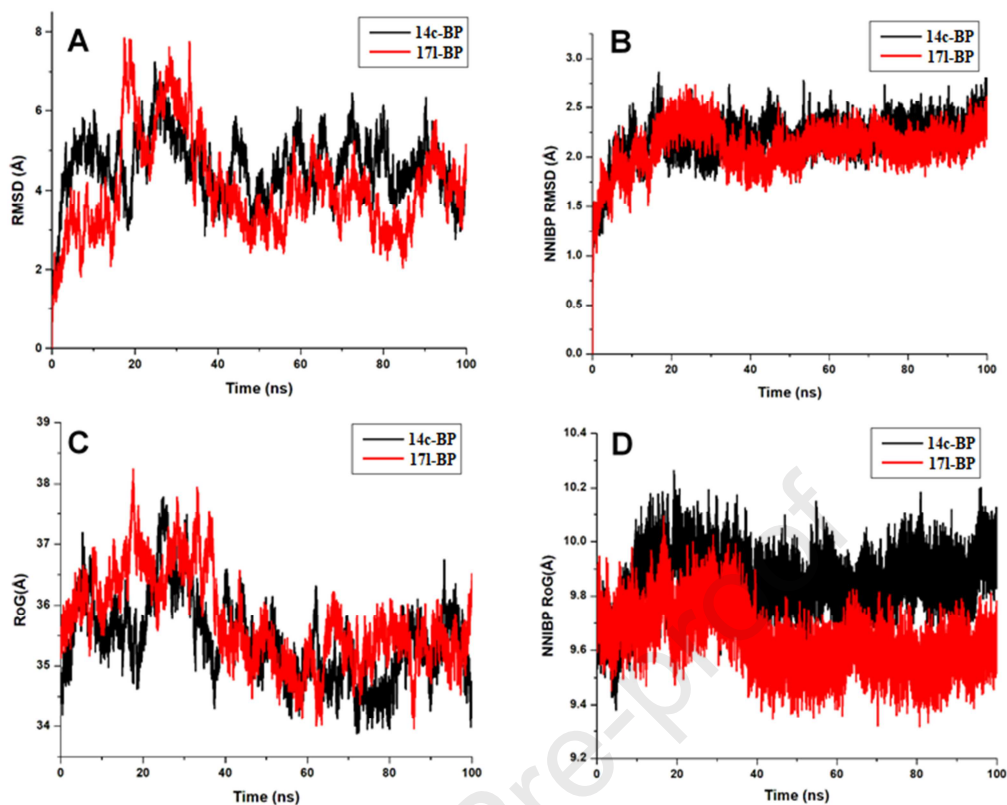 A
14c-BP
17l-BP
RMSD (Å)
8
6
4
2
0
0
20
40
60
80
100
Time (ns)
B
14c-BP
17l-BP
NNIBP RMSD (Å)
3.0
2.5
2.0
1.5
1.0
0.5
0.0
0
20
40
60
80
100
Time (ns)
C
14c-BP
17l-BP
RoG(Å)
39
38
37
36
35
34
0
20
40
60
80
100
Time (ns)
D
14c-BP
17l-BP
NNIBP RoG(Å)
10.4
10.2
10.0
9.8
9.6
9.4
9.2
0
20
40
60
80
100
Time (ns)
Pre-proof